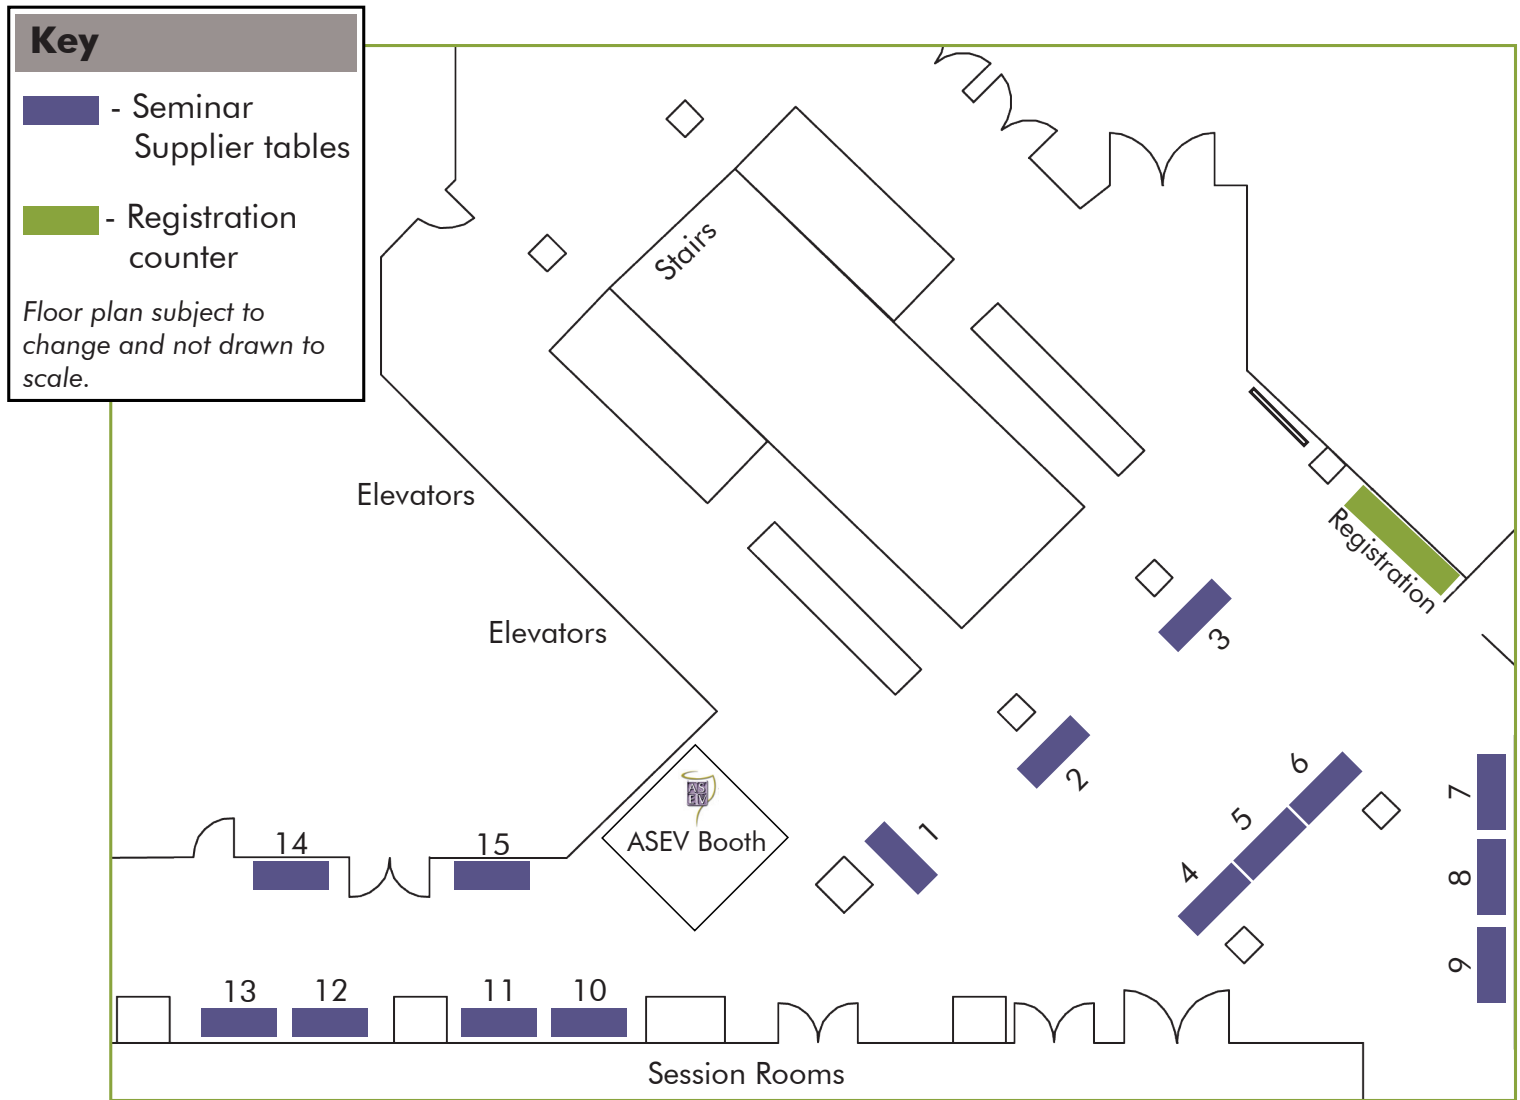 Key
- Seminar
Supplier tables
- Registration
counter
Floor plan subject to
change and not drawn to
scale.
Stairs
Elevators
Elevators
Registration
3
2
1
6
5
4
7
8
9
AS
EV
ASEV Booth
14
15
13
12
11
10
Session Rooms